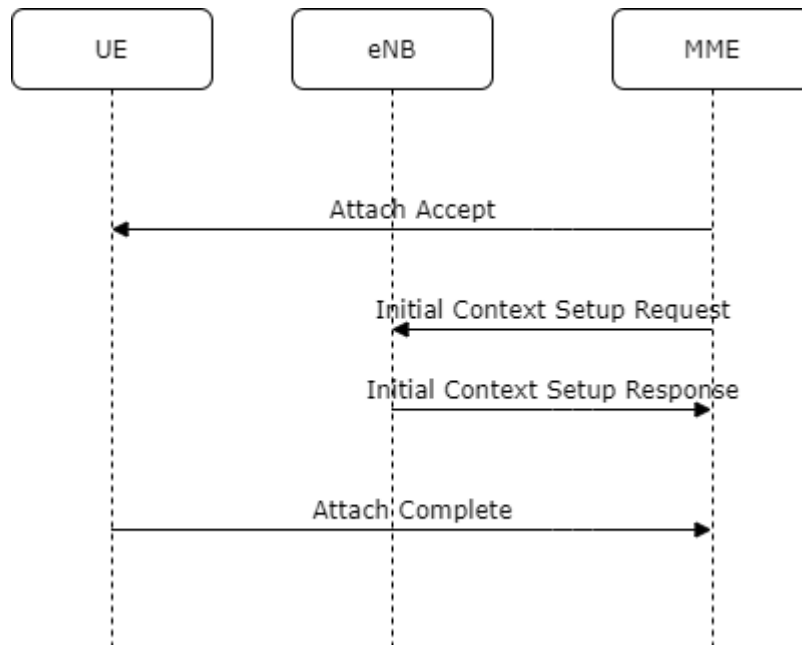 UE
eNB
MME
Attach Accept
Initial Context Setup Request
Initial Context Setup Response
Attach Complete